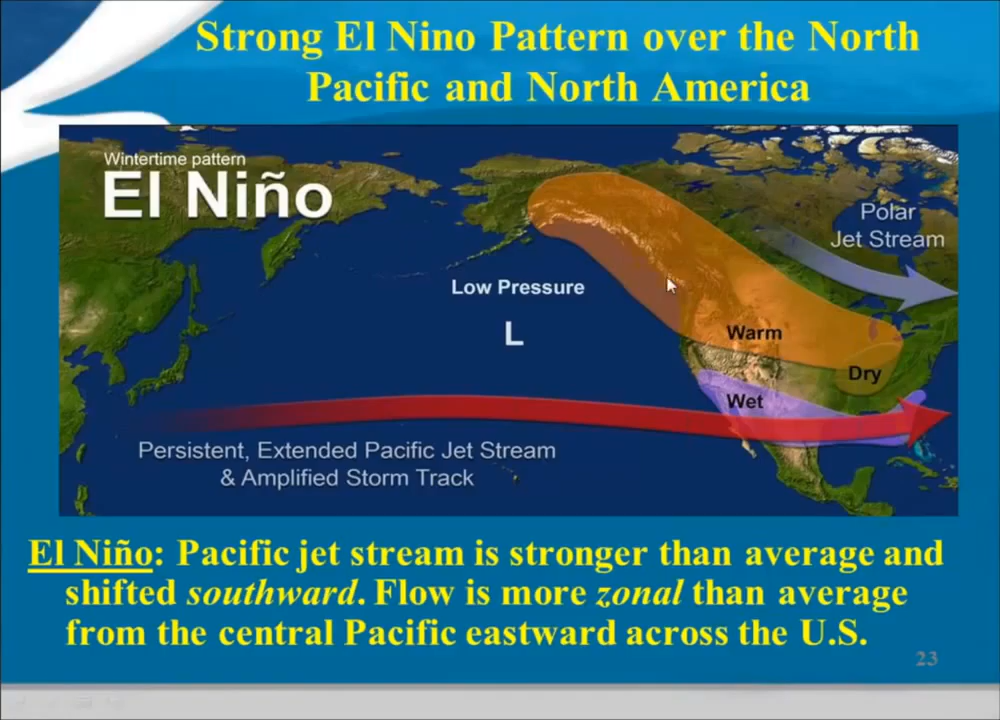 Strong El Nino Pattern over the North
Pacific and North America
Wintertime pattern
El Niño
Polar
Jet Stream
Low Pressure
L
Warm
Dry
Wet
Persistent, Extended Pacific Jet Stream
& Amplified Storm Track
El Niño: Pacific jet stream is stronger than average and
shifted southward. Flow is more zonal than average
from the central Pacific eastward across the U.S.
23